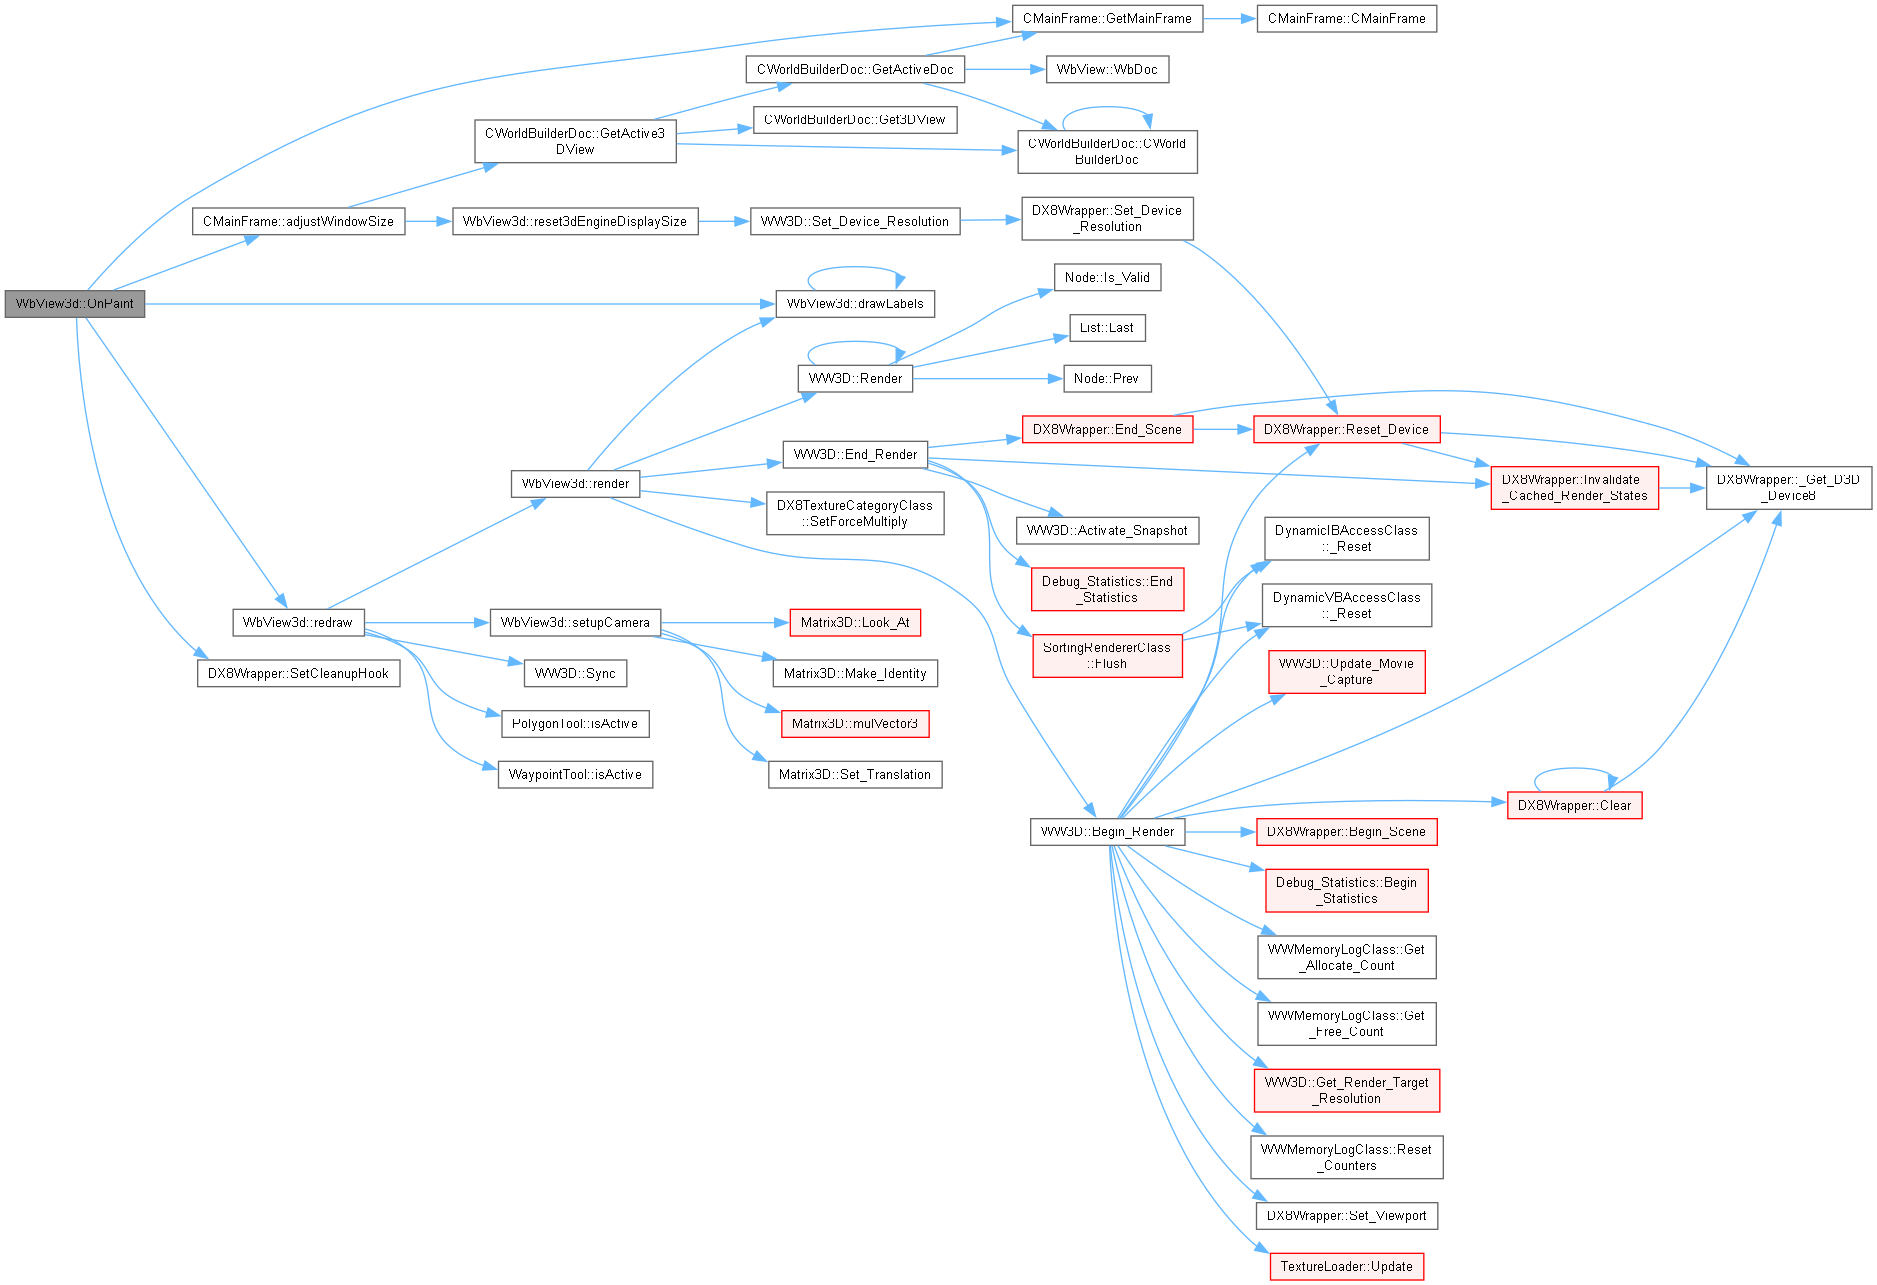 CMainFrame::GetMainFrame
CMainFrame::CMainFrame
CWorldBuilderDoc::GetActiveDoc
WbView::WbDoc
CWorldBuilderDoc::Get3DView
CWorldBuilderDoc::GetActive3
DView
CWorldBuilderDoc::CWorld
BuilderDoc
CMainFrame::adjustWindowSize
WbView3d::reset3dEngineDisplaySize
WW3D::Set_Device_Resolution
DX8Wrapper::Set_Device
_Resolution
Node::Is_Valid
WbView3d::OnPaint
WbView3d::drawLabels
List::Last
WW3D::Render
Node::Prev
DX8Wrapper::End_Scene
DX8Wrapper::Reset_Device
WW3D::End_Render
WbView3d::render
DX8Wrapper::Invalidate
_Cached_Render_States
DX8Wrapper::_Get_D3D
_Device8
DX8TextureCategoryClass
::SetForceMultiply
WW3D::Activate_Snapshot
DynamicIBAccessClass
::_Reset
Debug_Statistics::End
_Statistics
DynamicVBAccessClass
::_Reset
WbView3d::redraw
WbView3d::setupCamera
Matrix3D::Look_At
SortingRendererClass
::Flush
DX8Wrapper::SetCleanupHook
WW3D::Sync
Matrix3D::Make_Identity
WW3D::Update_Movie
_Capture
PolygonTool::isActive
Matrix3D::mulVector3
WaypointTool::isActive
Matrix3D::Set_Translation
DX8Wrapper::Clear
WW3D::Begin_Render
DX8Wrapper::Begin_Scene
Debug_Statistics::Begin
_Statistics
WWMemoryLogClass::Get
_Allocate_Count
WWMemoryLogClass::Get
_Free_Count
WW3D::Get_Render_Target
_Resolution
WWMemoryLogClass::Reset
_Counters
DX8Wrapper::Set_Viewport
TextureLoader::Update